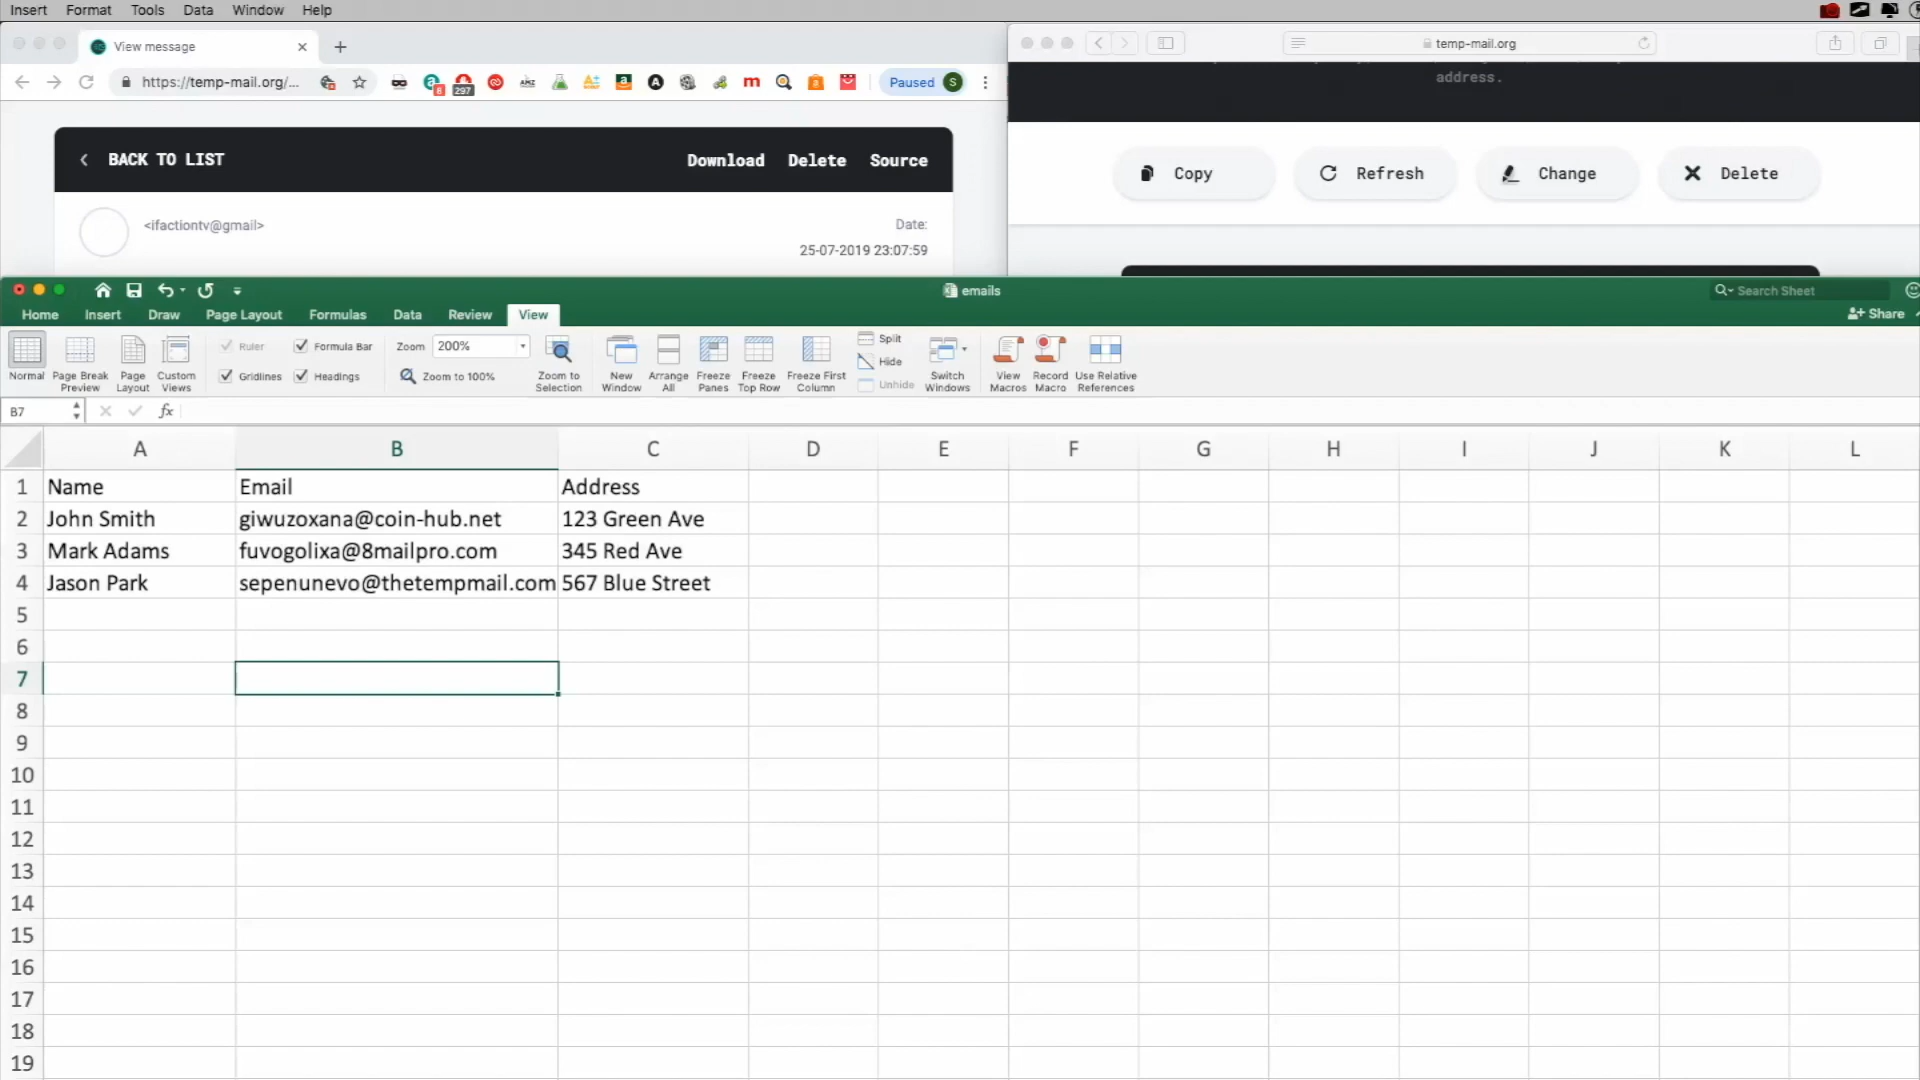 Insert Format Tools Data Window Help
View message
https://temp-mail.org/...
8
297
Paused S
temp-mail.org
address.
BACK TO LIST Download Delete Source
Copy Refresh Change Delete
<ifactiontv@gmail>
Date:
25-07-2019 23:07:59
emails
Search Sheet
Home Insert Draw Page Layout Formulas Data Review View
Share
Normal
Page Break Preview
Page Layout
Custom Views
Ruler
Formula Bar
Gridlines
Headings
Zoom 200%
Zoom to 100%
Zoom to Selection
New Window
Arrange All
Freeze Panes
Freeze Top Row
Freeze First Column
Split
Hide
Unhide
Switch Windows
View Macros
Record Macro
Use Relative References
B7 fx
A B C D E F G H I J K L
1 Name Email Address
2 John Smith giwuzoxana@coin-hub.net 123 Green Ave
3 Mark Adams fuvogolixa@8mailpro.com 345 Red Ave
4 Jason Park sepenunevo@thetempmail.com 567 Blue Street
5
6
7
8
9
10
11
12
13
14
15
16
17
18
19